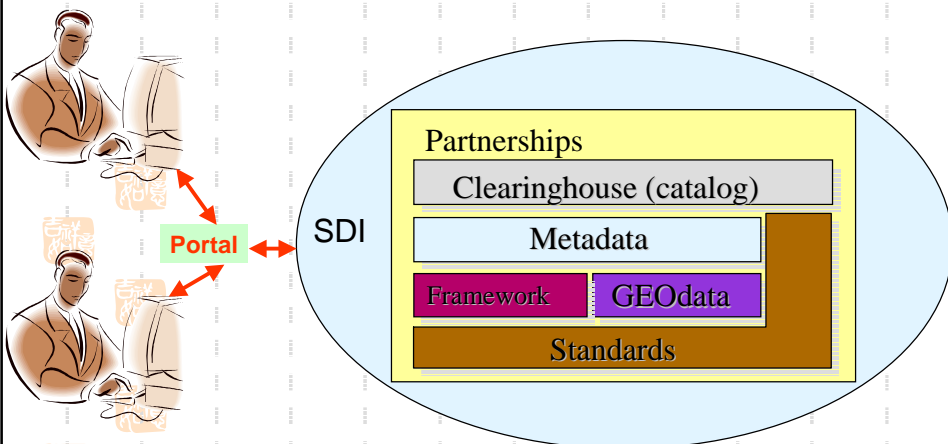 Partnerships
Clearinghouse (catalog)
SDI
Portal
Metadata
Framework
GEOdata
Standards